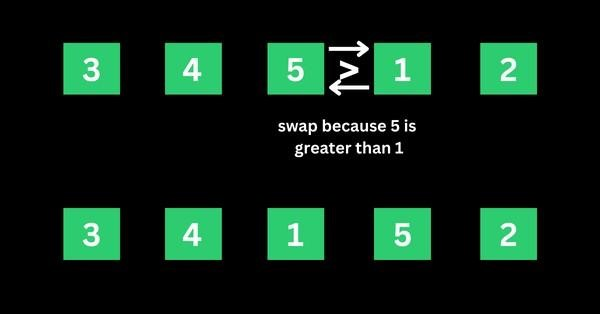 3 4 5 > 1 2
swap because 5 is
greater than 1
3 4 1 5 2